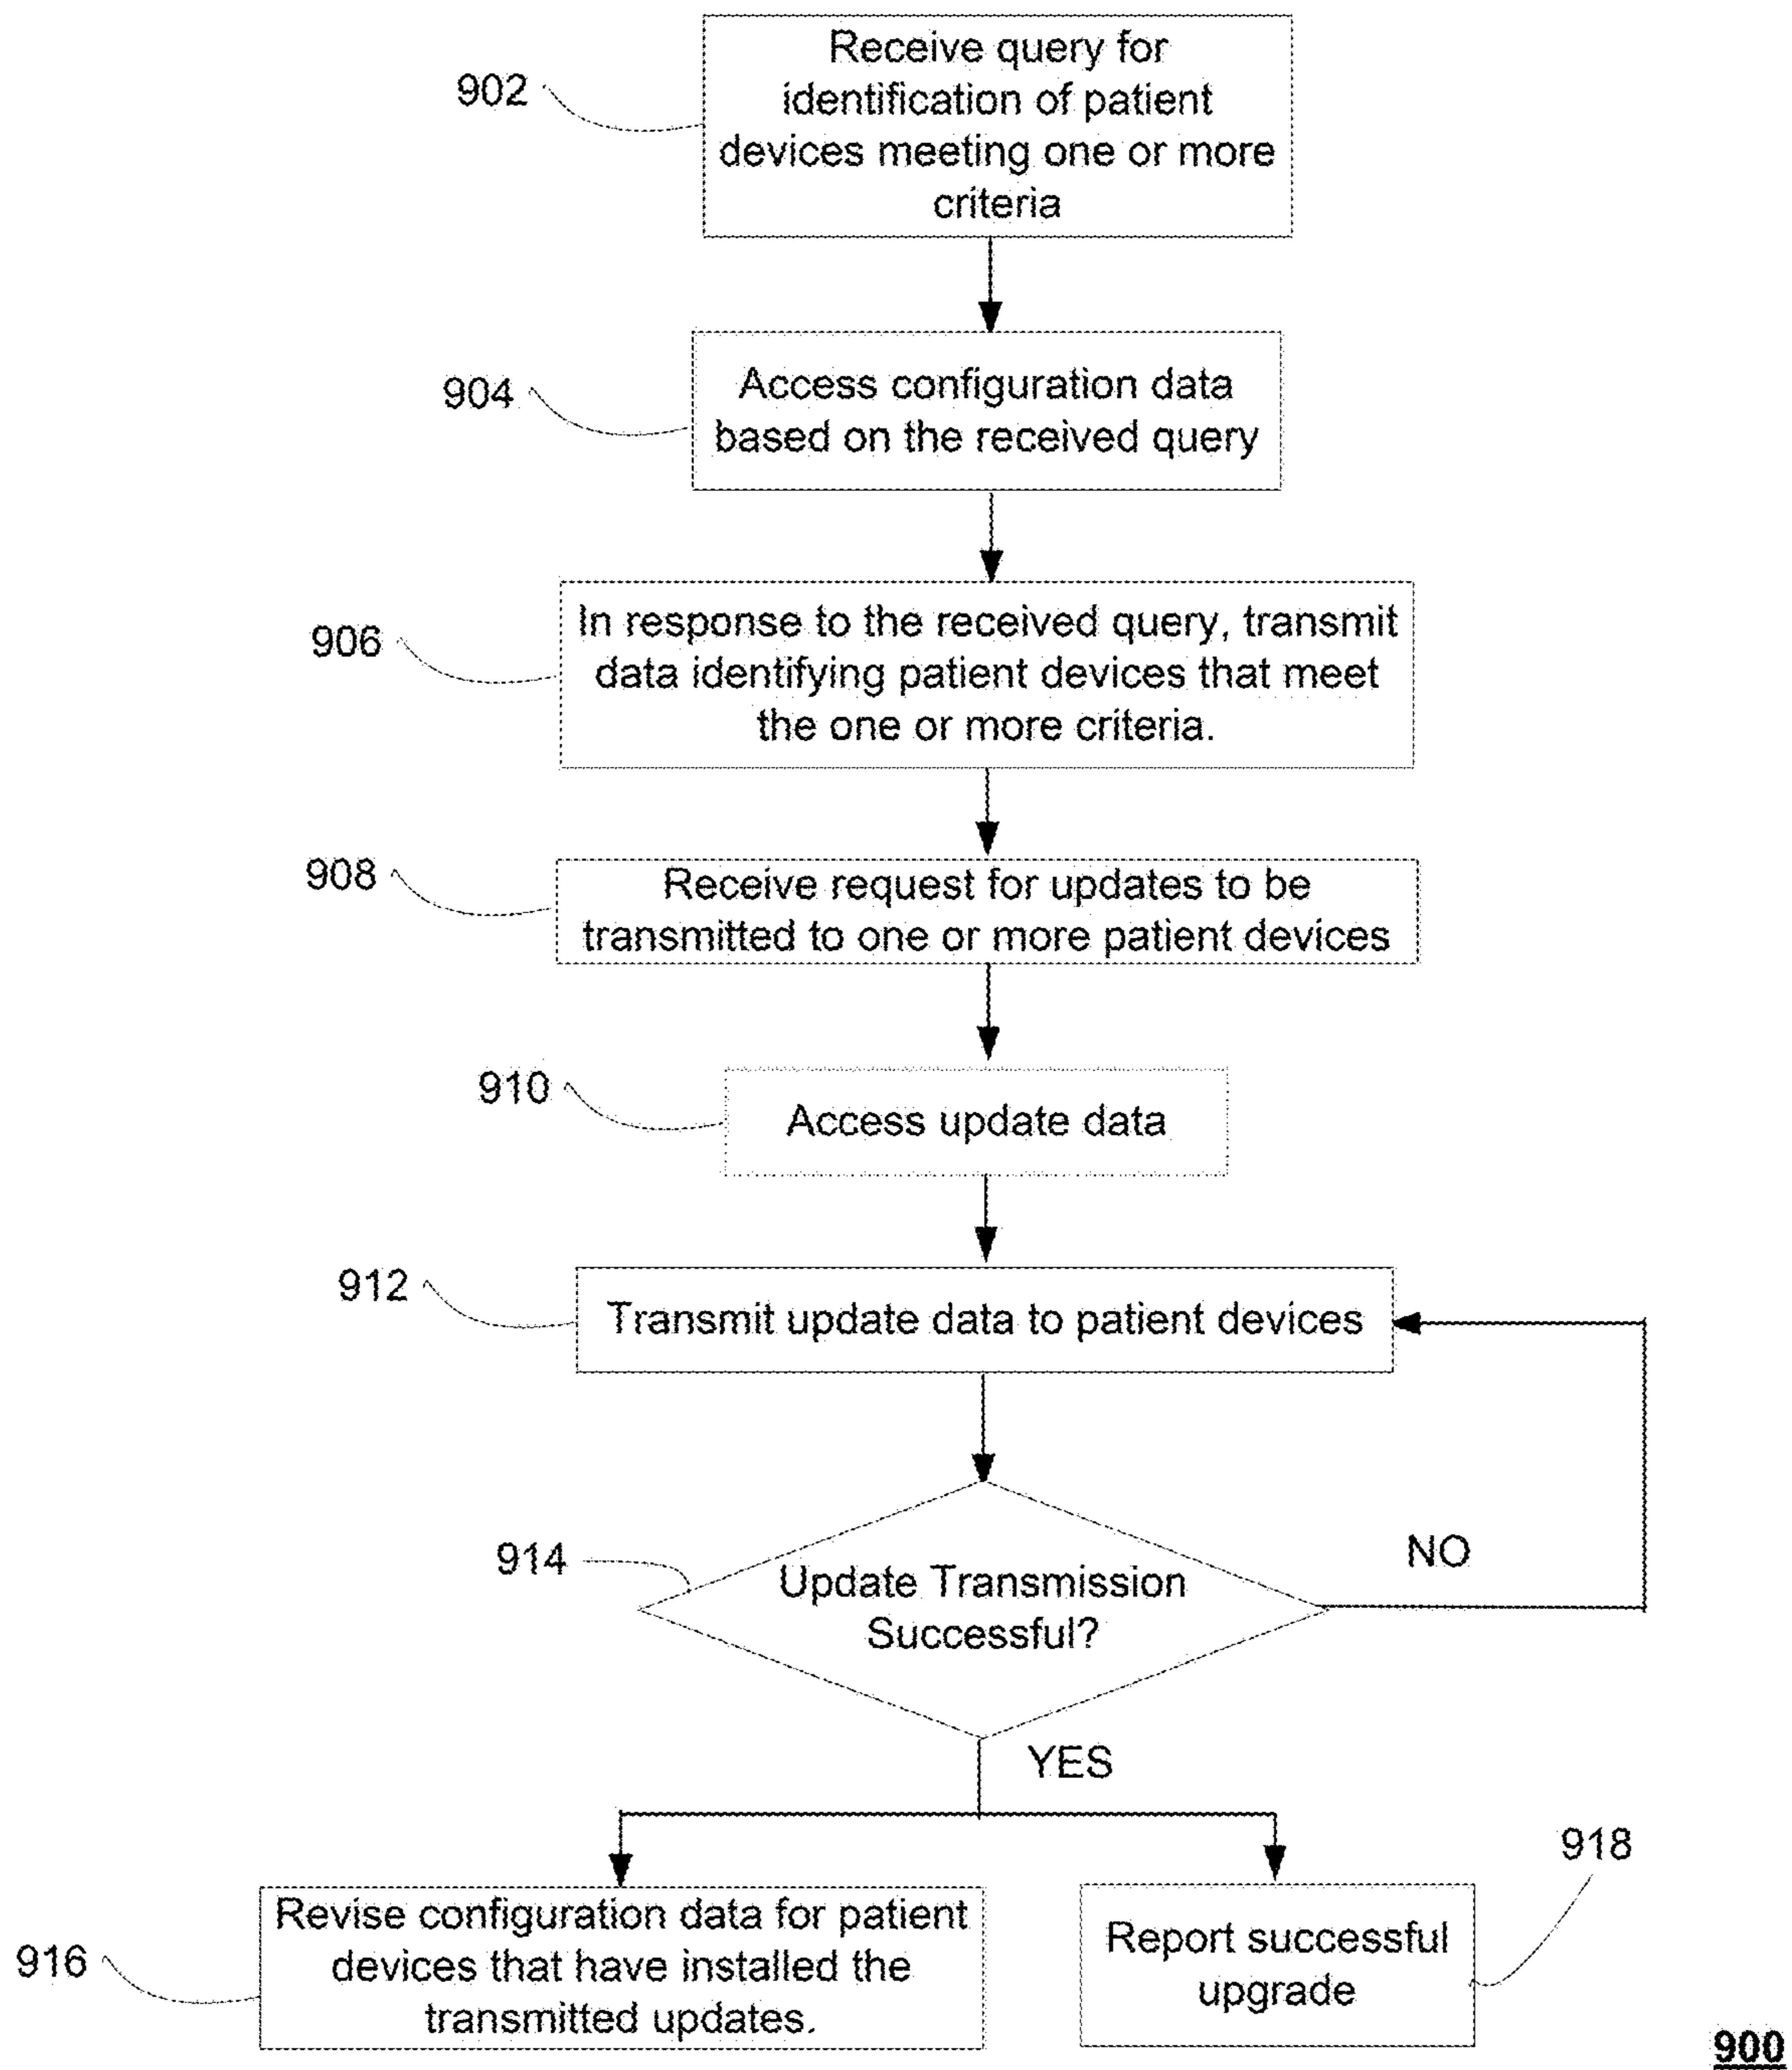 Receive query for
identification of patient
devices meeting one or more
criteria
902
Access configuration data
based on the received query
904
In response to the received query, transmit
data identifying patient devices that meet
the one or more criteria.
906
Receive request for updates to be
transmitted to one or more patient devices
908
Access update data
910
Transmit update data to patient devices
912
Update Transmission
Successful?
914
NO
YES
Revise configuration data for patient
devices that have installed the
transmitted updates.
916
Report successful
upgrade
918
900